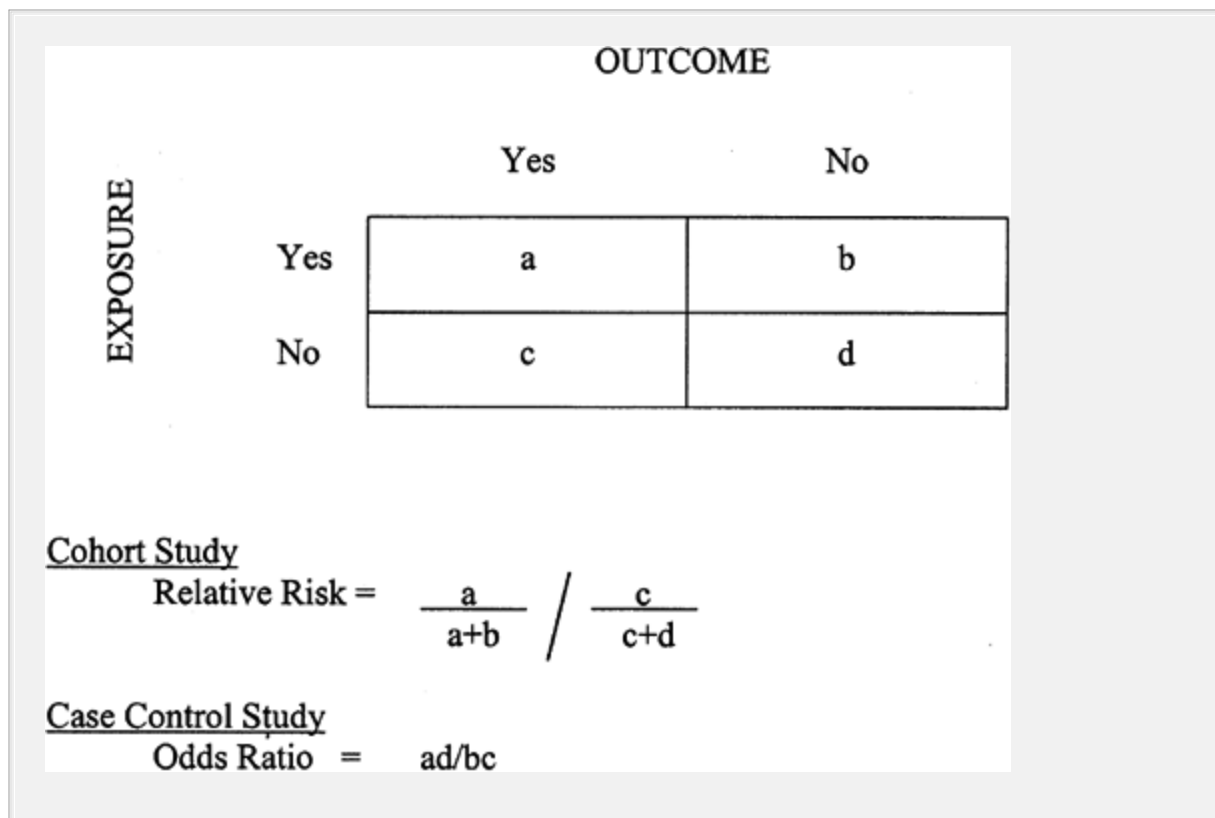 OUTCOME
Yes No
EXPOSURE
Yes a b
No c d
Cohort Study
Relative Risk = a / c
a+b c+d
Case Control Study
Odds Ratio = ad/bc